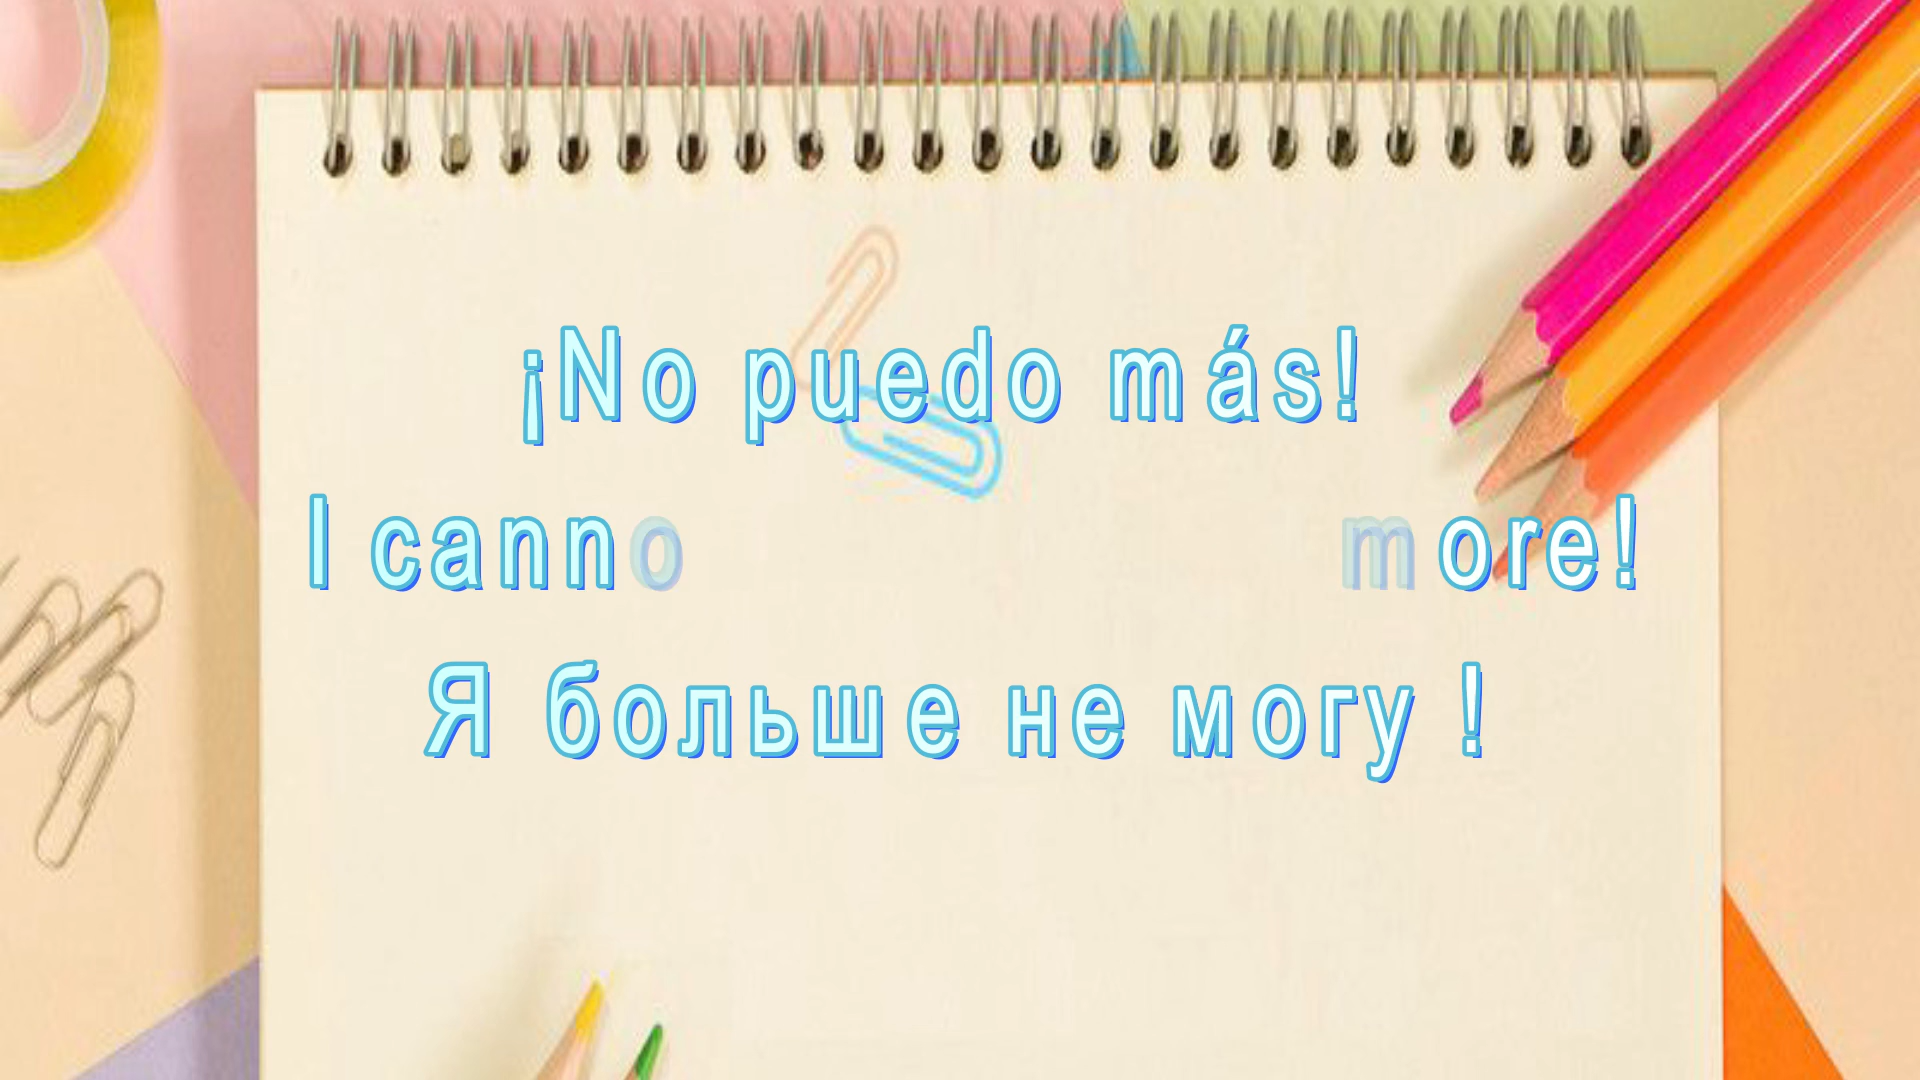 ¡No puedo más!
I canno more!
Я больше не могу !